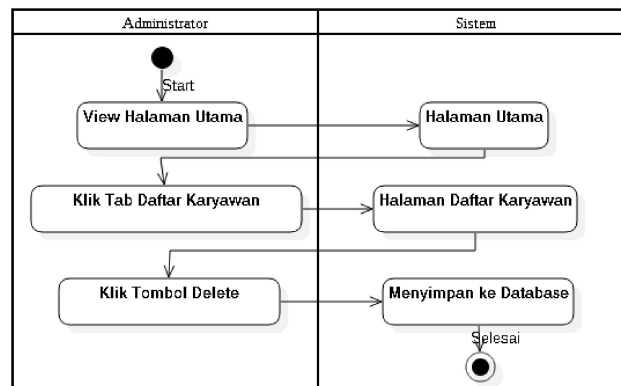 Administrator
Sistem
Start
View Halaman Utama
Halaman Utama
Klik Tab Daftar Karyawan
Halaman Daftar Karyawan
Klik Tombol Delete
Menyimpan ke Database
Selesai